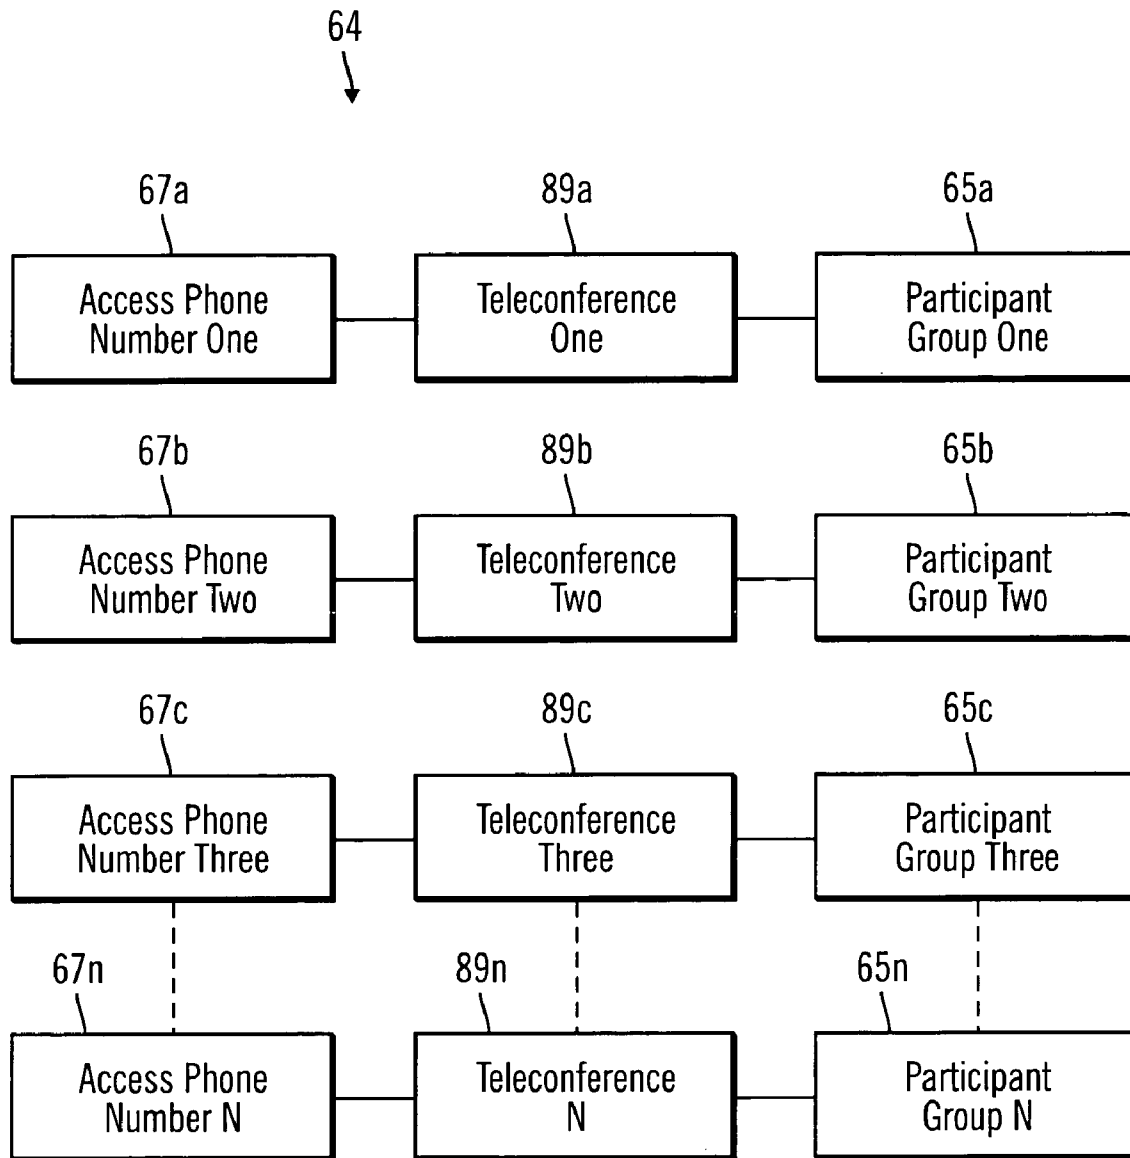 64
67a
89a
65a
Access Phone
Number One
Teleconference
One
Participant
Group One
67b
89b
65b
Access Phone
Number Two
Teleconference
Two
Participant
Group Two
67c
89c
65c
Access Phone
Number Three
Teleconference
Three
Participant
Group Three
67n
89n
65n
Access Phone
Number N
Teleconference
N
Participant
Group N